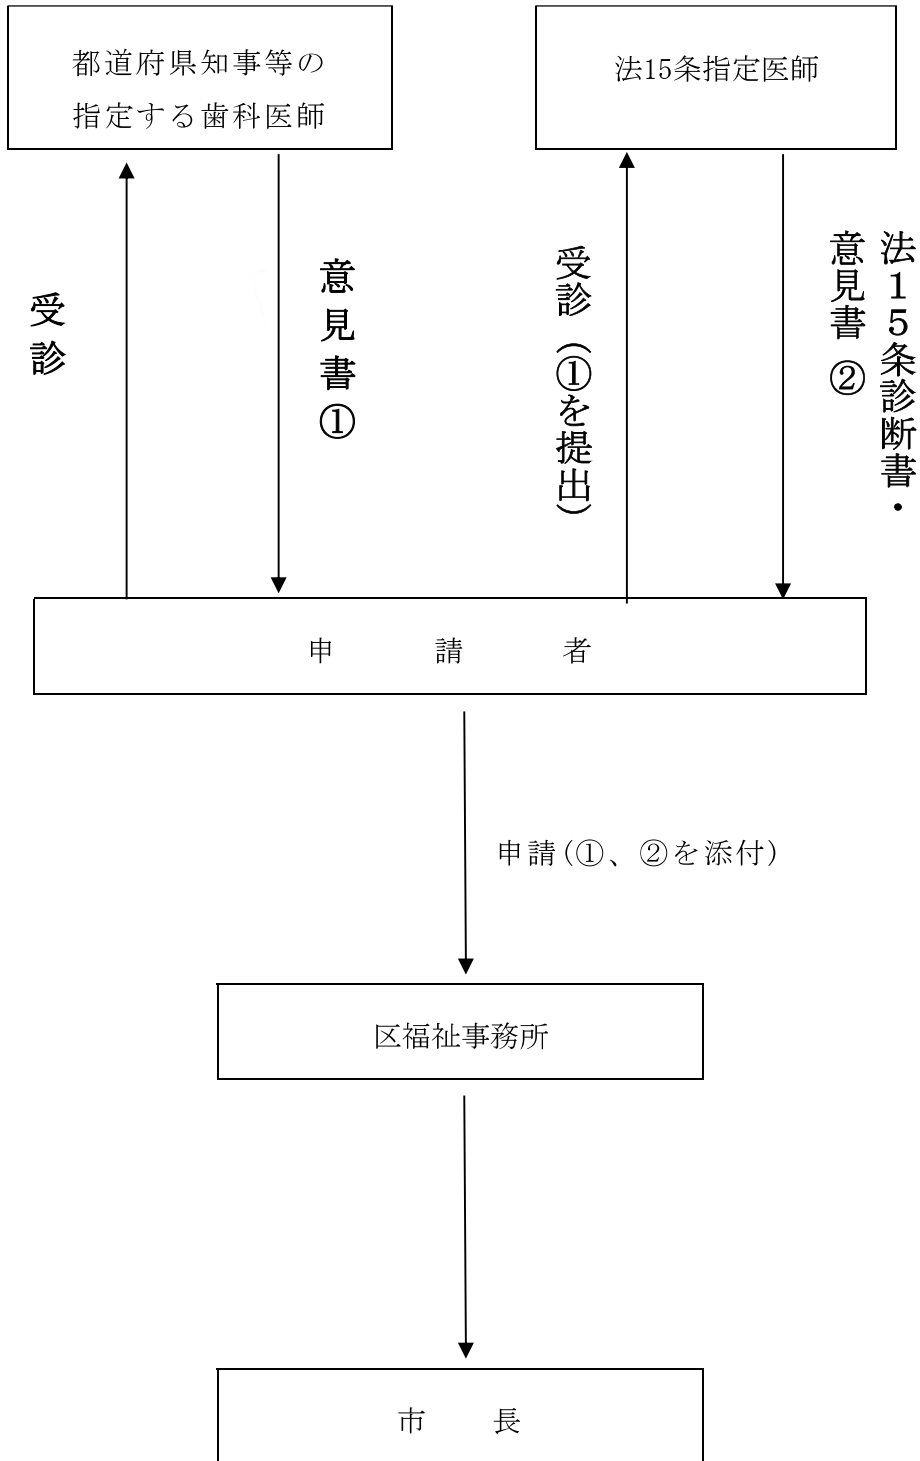 都道府県知事等の
指定する歯科医師
法15条指定医師
受診
意見書①
受診（①を提出）
法１５条診断書・
意見書②
申請者
申請(①、②を添付)
区福祉事務所
市長